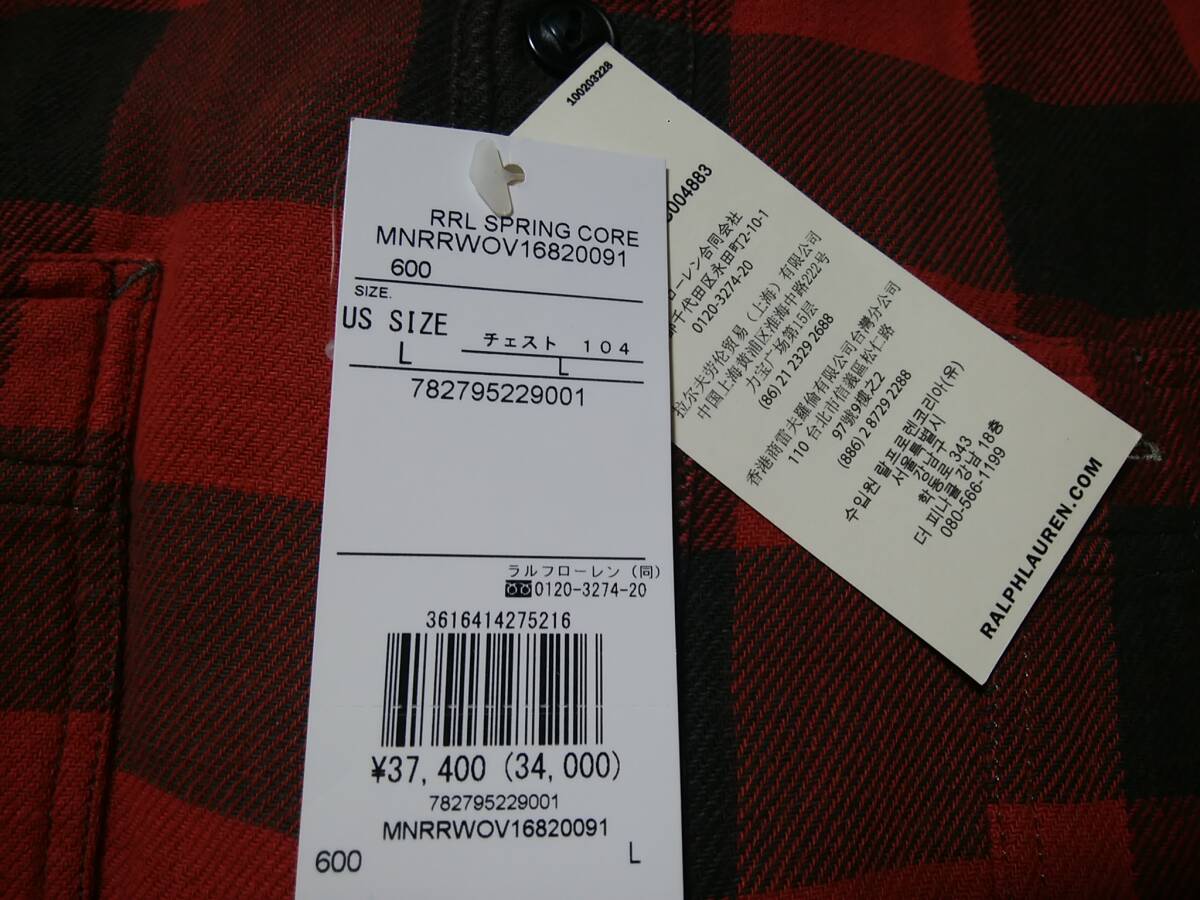 RRL SPRING CORE
MNRRWOV16820091
600
SIZE.
US SIZE
L
チェスト 104
L
782795229001
ラルフローレン (同)
0120-3274-20
3616414275216
¥37,400 (34,000)
782795229001
MNRRWOV16820091
600
L
100203228
004883
ローレン合同会社
千代田区永田町2-10-1
0120-3274-20
拉尔夫劳伦贸易（上海）有限公司
中国上海黄浦区淮海中路222号
力宝广场第15层
(86) 21 2329 2688
香港商雷夫羅倫有限公司台灣分公司
110 台北市信義區松仁路
97號9樓之2
(886) 2 8729 2288
수입원 랄프로렌코리아(유)
서울특별시 강남구
학동로 343
더 피나클 강남 18층
080-566-1199
RALPHLAUREN.COM